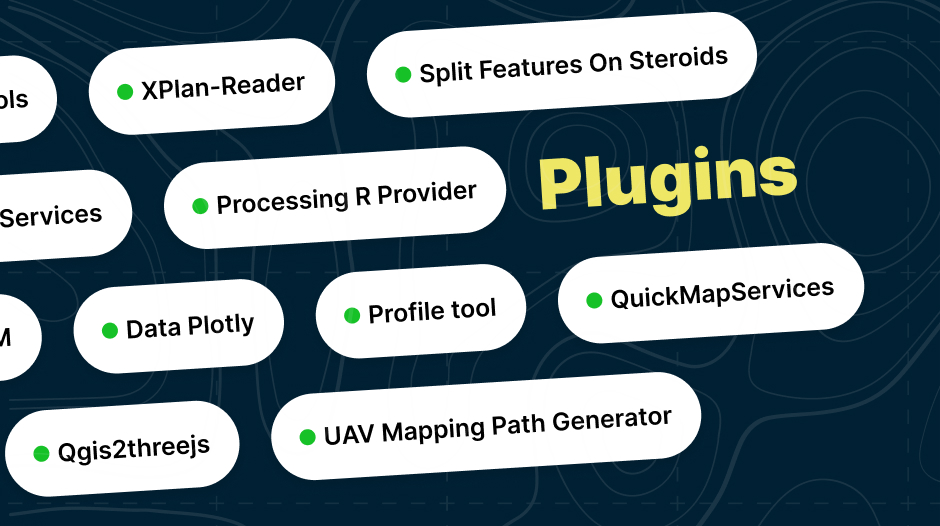 ols
XPlan-Reader
Split Features On Steroids
Services
Processing R Provider
Plugins
M
Data Plotly
Profile tool
QuickMapServices
Qgis2threejs
UAV Mapping Path Generator